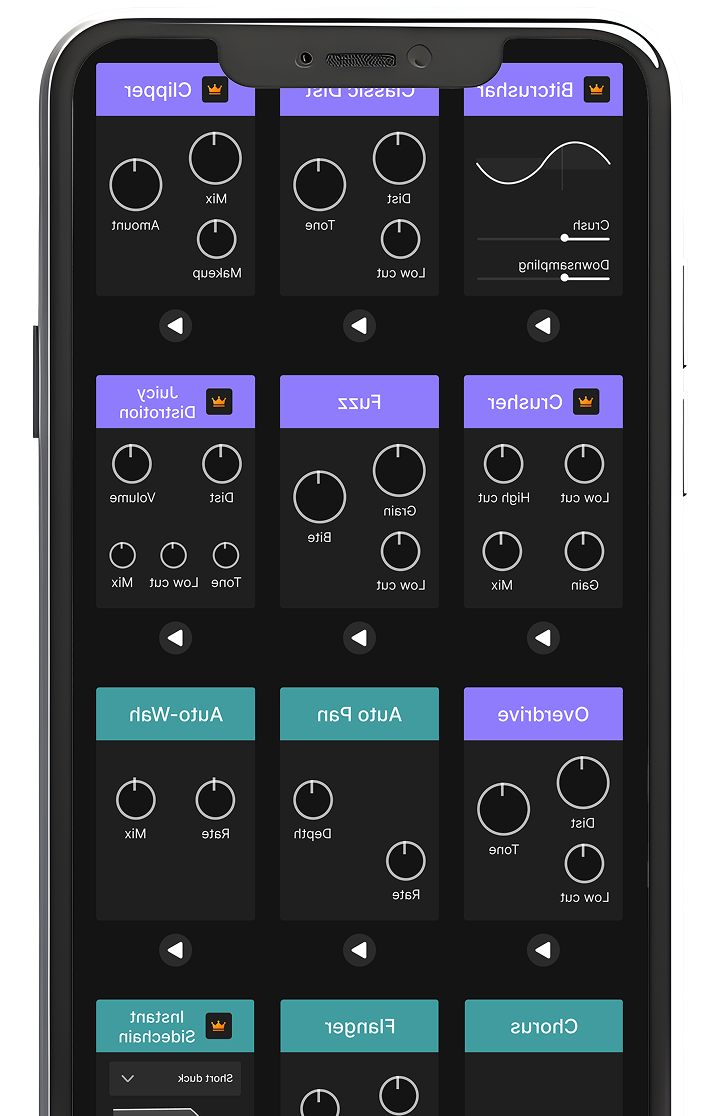 Bitcrushar
Crush
Downsampling
Classic Dist
Dist
Tone
Low cut
Clipper
Mix
Amount
Makeup
Crusher
Low cut
High cut
Gain
Mix
Fuzz
Grain
Bite
Low cut
Juicy
Distrotion
Dist
Volume
Tone
Low cut
Mix
Overdrive
Dist
Tone
Low cut
Auto Pan
Depth
Rate
Auto-Wah
Rate
Mix
Chorus
Flanger
Instant
Sidechain
Short duck